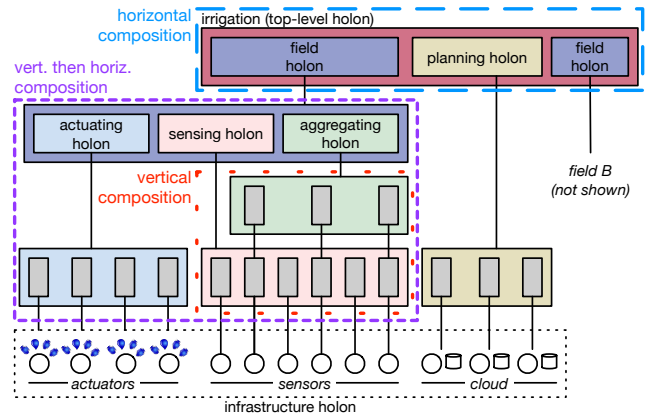 horizontal
composition
irrigation (top-level holon)
field
holon
planning holon
field
holon
vert. then horiz.
composition
actuating
holon
sensing holon
aggregating
holon
vertical
composition
field B
(not shown)
actuators
sensors
cloud
infrastructure holon